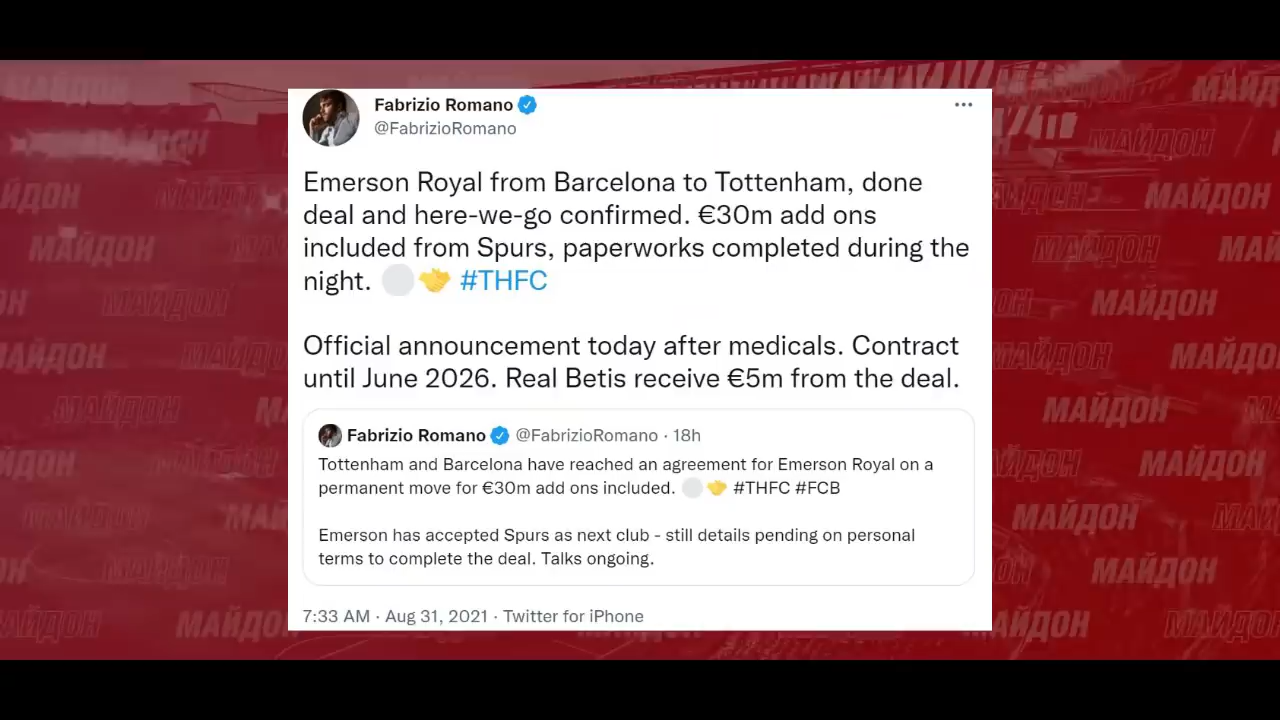 Fabrizio Romano
@FabrizioRomano
Emerson Royal from Barcelona to Tottenham, done
deal and here-we-go confirmed. €30m add ons
included from Spurs, paperworks completed during the
night. ⚪🤝 #THFC
Official announcement today after medicals. Contract
until June 2026. Real Betis receive €5m from the deal.
Fabrizio Romano @FabrizioRomano · 18h
Tottenham and Barcelona have reached an agreement for Emerson Royal on a
permanent move for €30m add ons included. ⚪🤝 #THFC #FCB
Emerson has accepted Spurs as next club - still details pending on personal
terms to complete the deal. Talks ongoing.
7:33 AM · Aug 31, 2021 · Twitter for iPhone
МАЙДОН